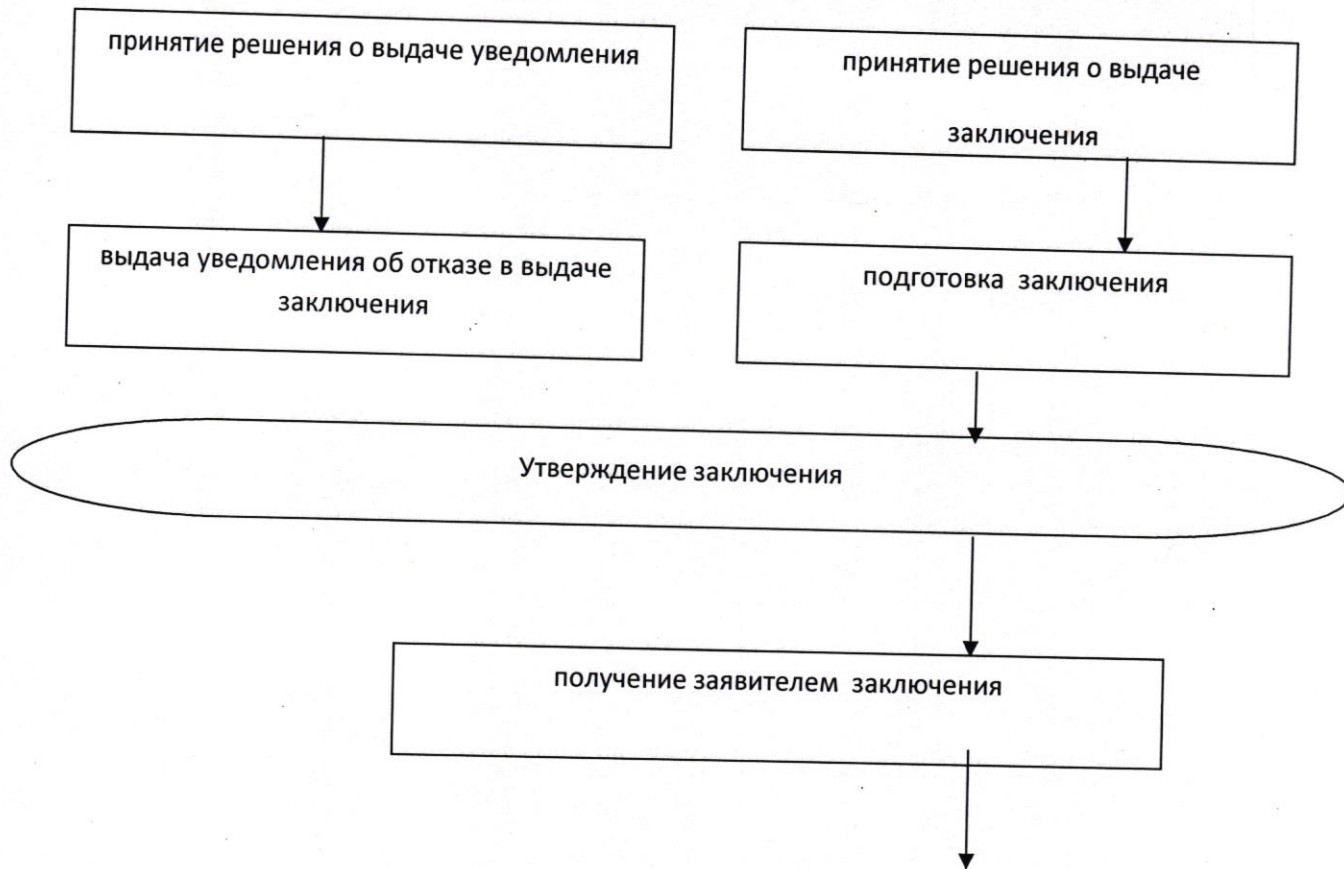 принятие решения о выдаче уведомления
принятие решения о выдаче
заключения
выдача уведомления об отказе в выдаче
заключения
подготовка заключения
Утверждение заключения
получение заявителем заключения